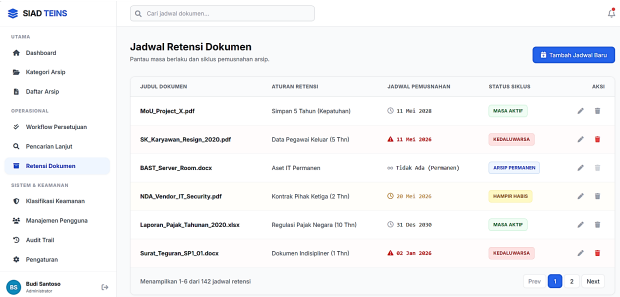 SIAD TEINS
Cari jadwal dokumen...
UTAMA
Dashboard
Kategori Arsip
Daftar Arsip
OPERASIONAL
Workflow Persetujuan
Pencarian Lanjut
Retensi Dokumen
SISTEM & KEAMANAN
Klasifikasi Keamanan
Manajemen Pengguna
Audit Trail
Pengaturan
BS
Budi Santoso
Administrator
Jadwal Retensi Dokumen
Pantau masa berlaku dan siklus pemusnahan arsip.
Tambah Jadwal Baru
JUDUL DOKUMEN ATURAN RETENSI JADWAL PEMUSNAHAN STATUS SIKLUS AKSI
MoU_Project_X.pdf Simpan 5 Tahun (Kepatuhan) 11 Mei 2028 MASA AKTIF
SK_Karyawan_Resign_2020.pdf Data Pegawai Keluar (5 Thn) 11 Mei 2026 KEDALUWARSA
BAST_Server_Room.docx Aset IT Permanen Tidak Ada (Permanen) ARSIP PERMANEN
NDA_Vendor_IT_Security.pdf Kontrak Pihak Ketiga (2 Thn) 20 Mei 2026 HAMPIR HABIS
Laporan_Pajak_Tahunan_2020.xlsx Regulasi Pajak Negara (10 Thn) 31 Des 2030 MASA AKTIF
Surat_Teguran_SP1_01.docx Dokumen Indisipliner (1 Thn) 02 Jan 2026 KEDALUWARSA
Menampilkan 1-6 dari 142 jadwal retensi
Prev 1 2 Next